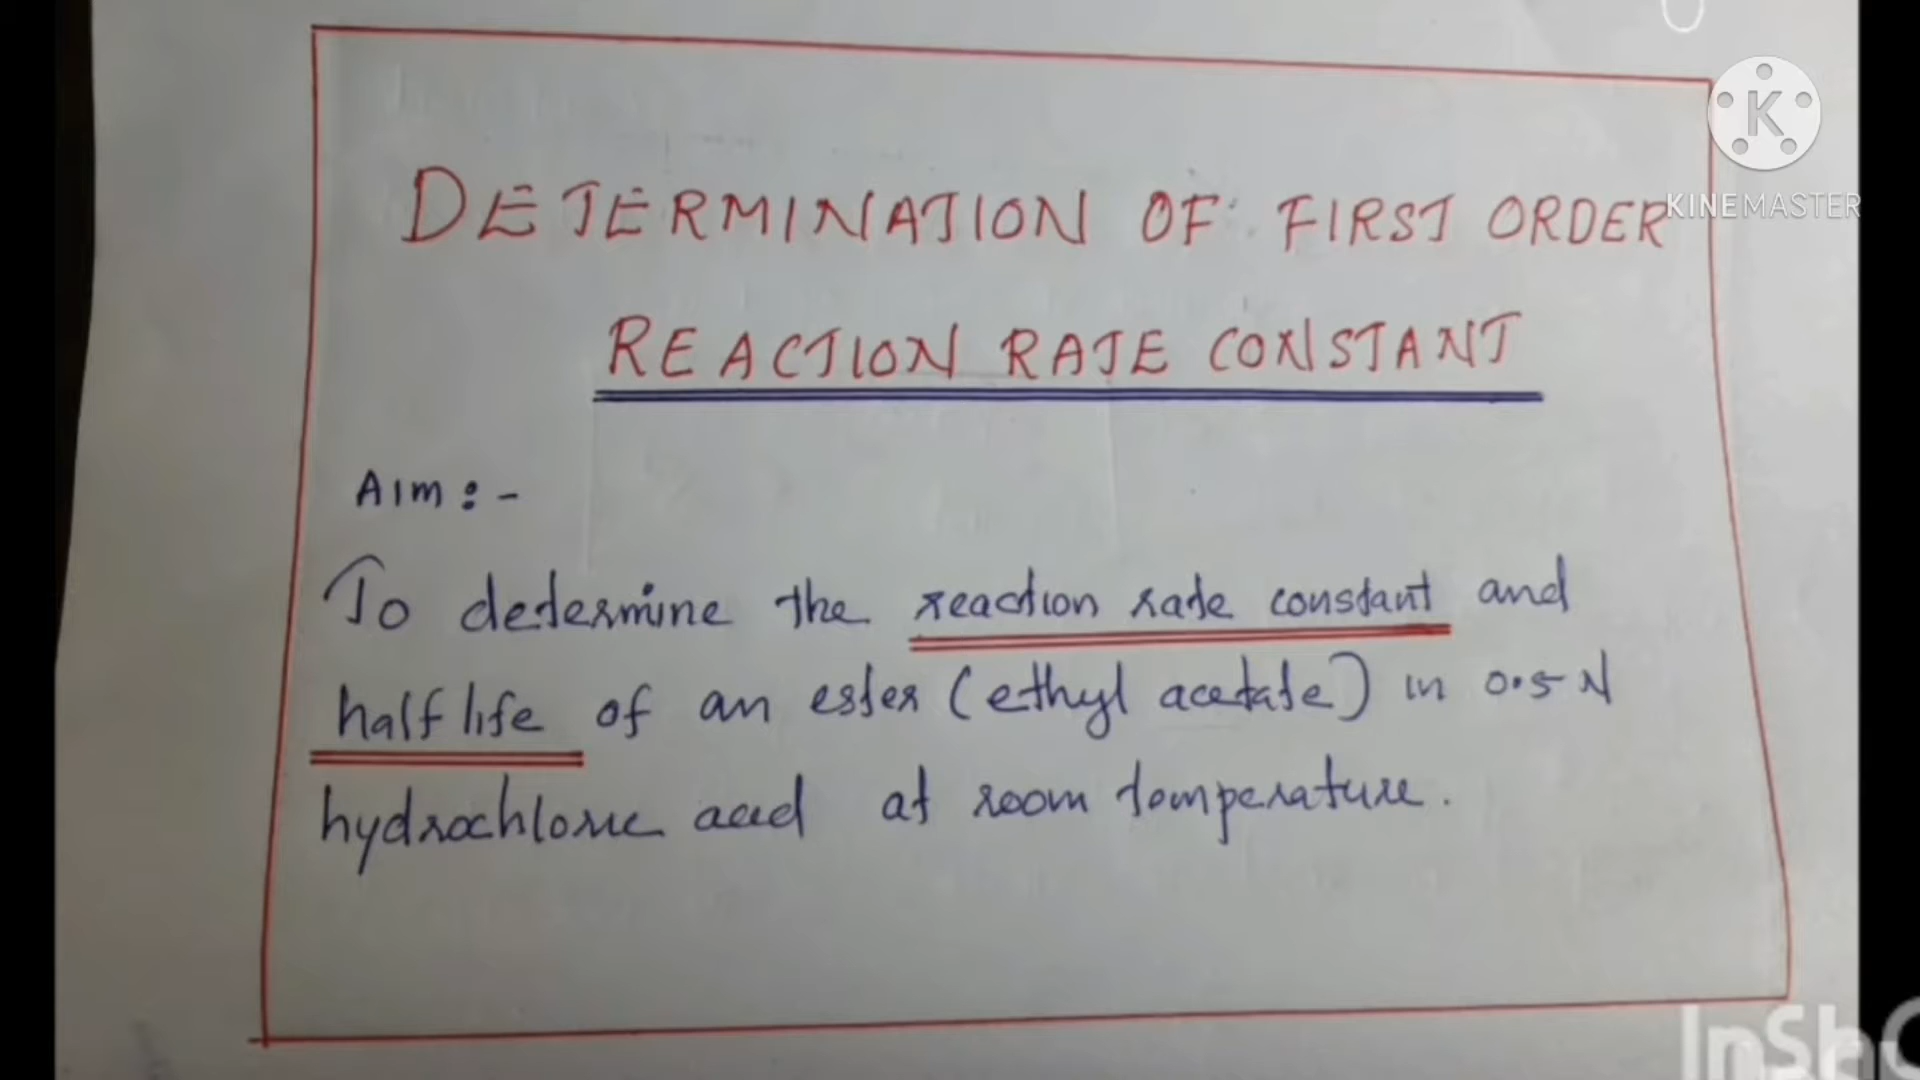 DETERMINATION OF FIRST ORDER
REACTION RATE CONSTANT
AIM :-
To determine the reaction rate constant and
half life of an ester (ethyl acetate) in 0.5 N
hydrochloric acid at room temperature.
K
KINEMASTER
InSh